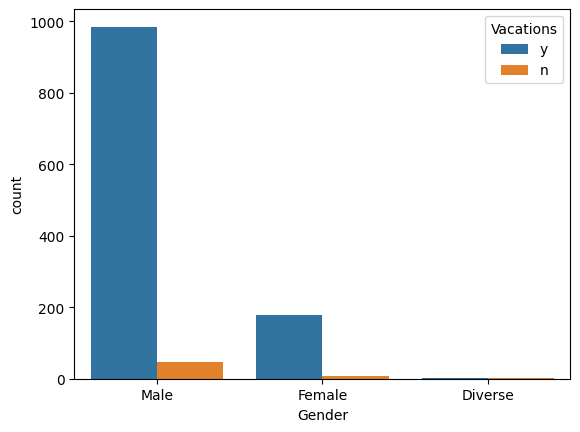 1000
800
600
400
200
0
count
Vacations
y
n
Male Female Diverse
Gender